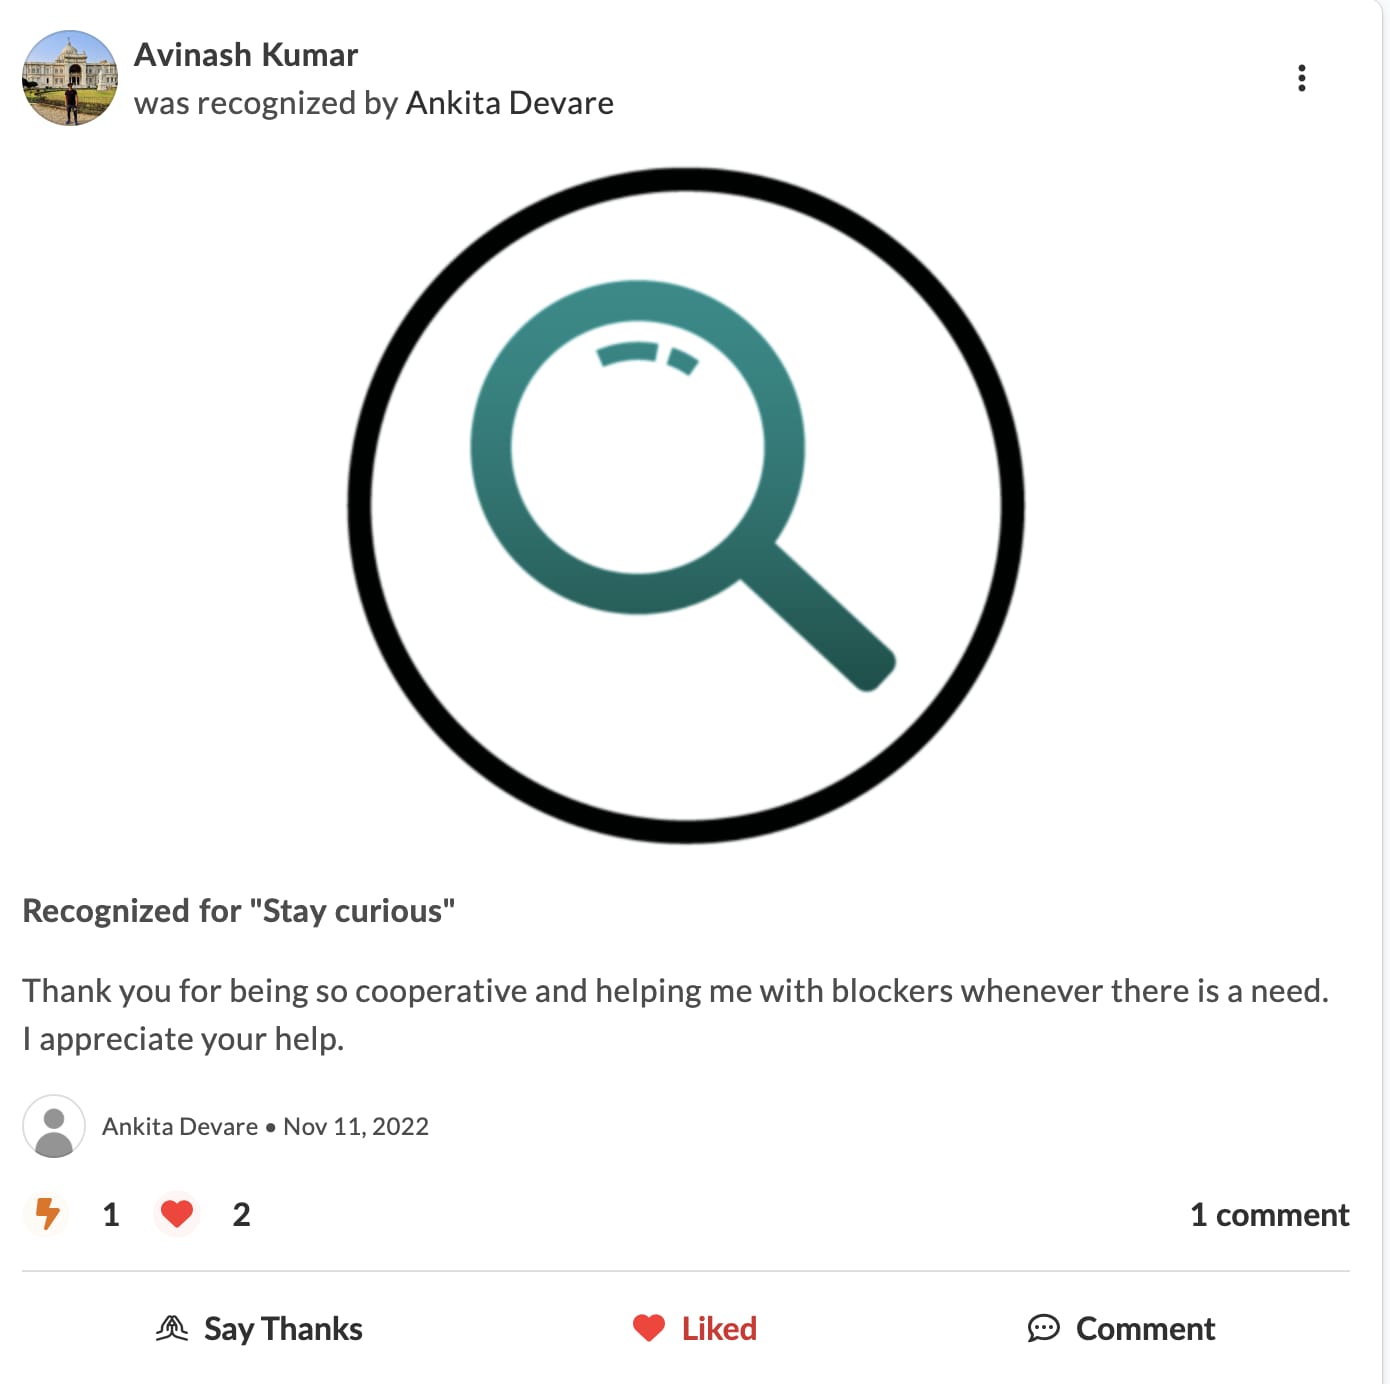 Avinash Kumar
was recognized by Ankita Devare
Recognized for "Stay curious"
Thank you for being so cooperative and helping me with blockers whenever there is a need.
I appreciate your help.
Ankita Devare • Nov 11, 2022
1 2 1 comment
Say Thanks Liked Comment